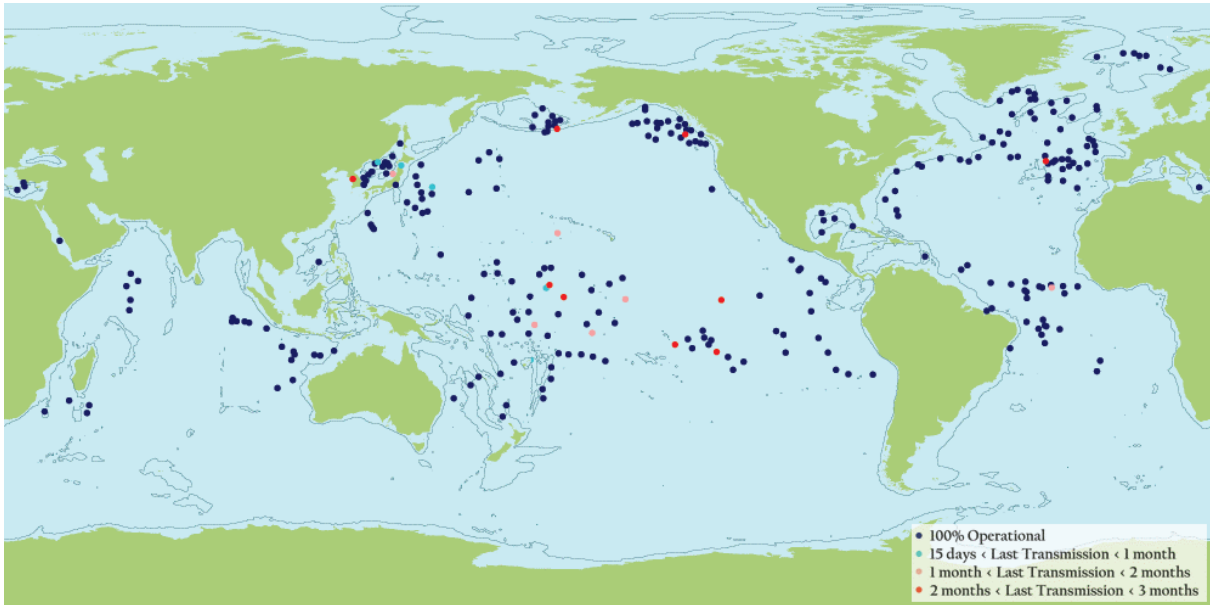 100% Operational
15 days < Last Transmission < 1 month
1 month < Last Transmission < 2 months
2 months < Last Transmission < 3 months